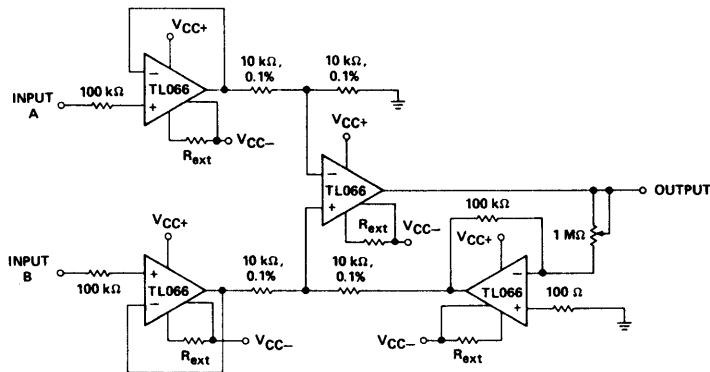 VCC+
10 kΩ,
0.1%
10 kΩ,
0.1%
INPUT
A
100 kΩ
−
TL066
+
Rext
VCC−
VCC+
−
TL066
+
Rext
VCC−
OUTPUT
100 kΩ
1 MΩ
VCC+
INPUT
B
100 kΩ
+
TL066
−
Rext
VCC−
10 kΩ,
0.1%
10 kΩ,
0.1%
VCC+
−
TL066
+
100 Ω
VCC−
Rext